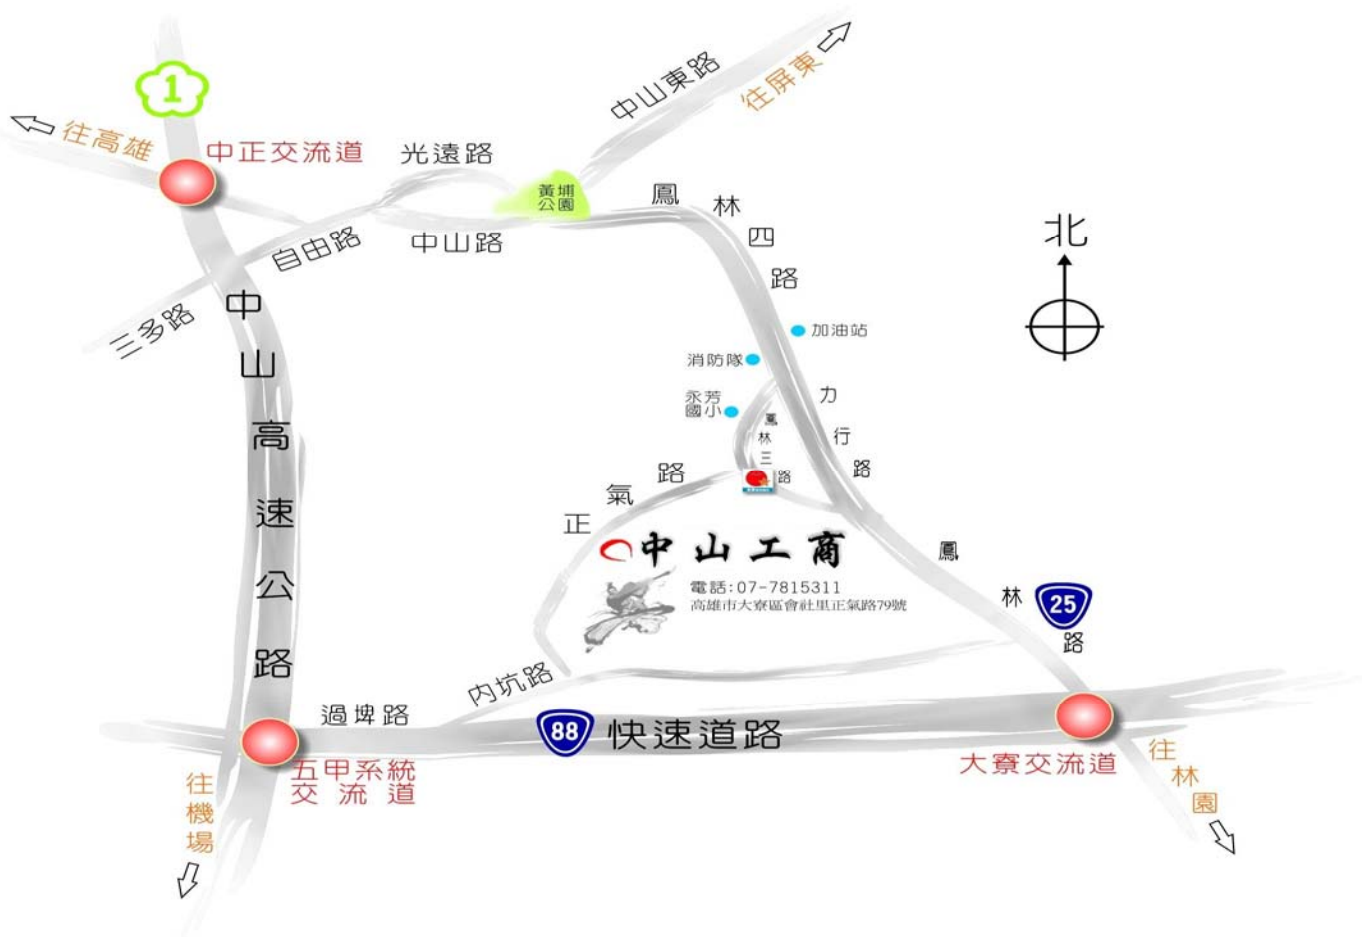 1
往高雄
中正交流道
光遠路
中山東路
往屏東
黃埔
公園
自由路
中山路
三多路
鳳林四路
北
加油站
消防隊
永芳
國小
鳳林三路
力行路
中山高速公路
正氣路
中山工商
電話:07-7815311
高雄市大寮區會社里正氣路79號
鳳林路
25
內坑路
過埤路
88
快速道路
五甲系統
交流道
大寮交流道
往機場
往林園